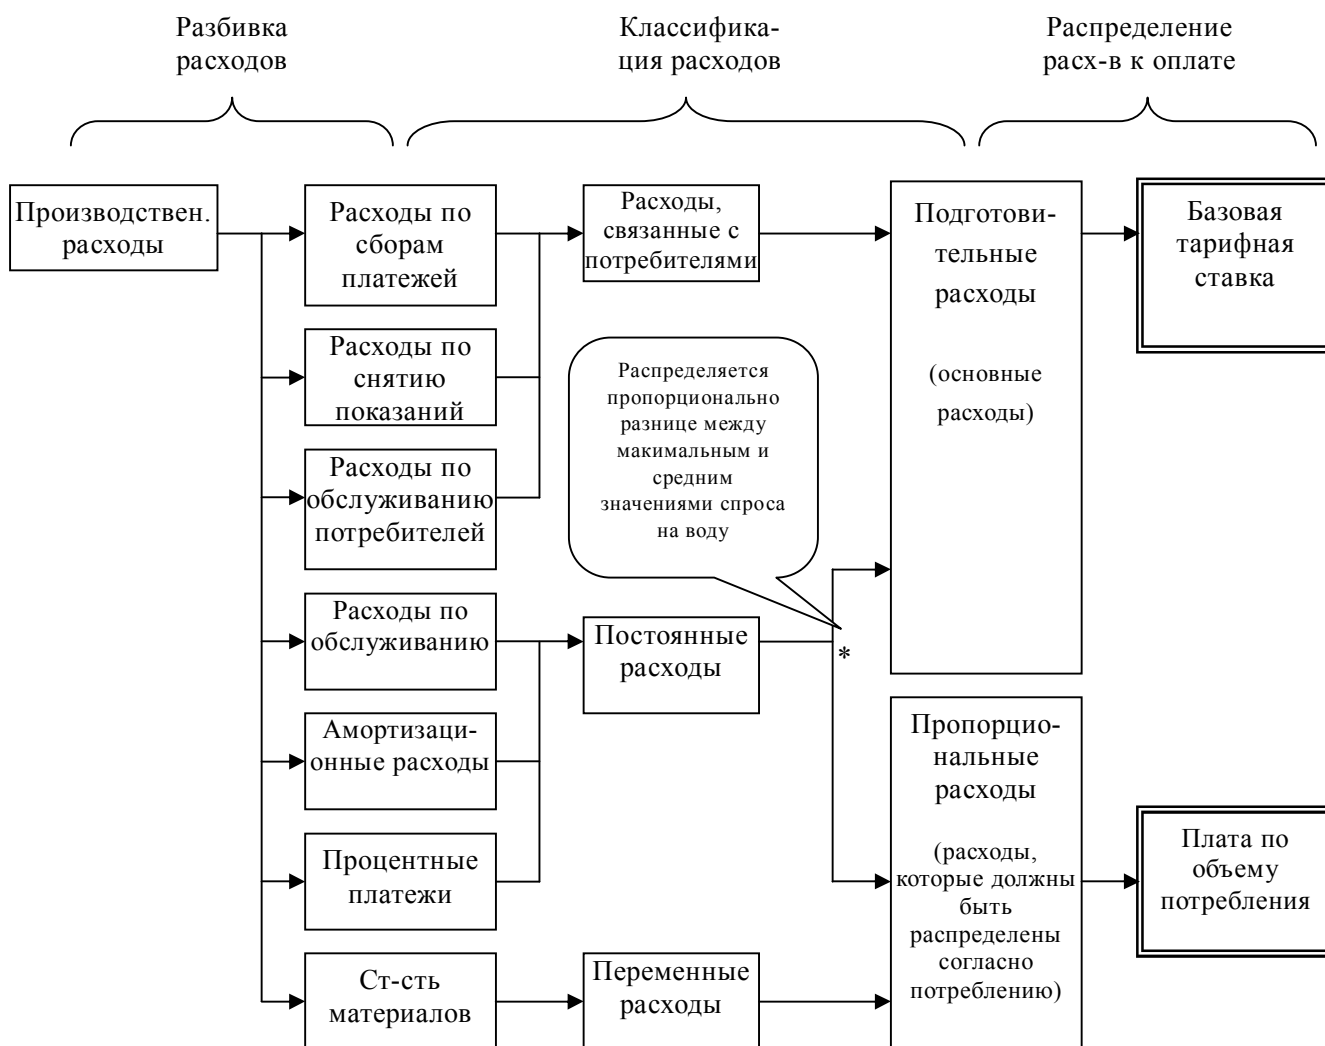 Разбивка
расходов
Классифика-
ция расходов
Распределение
расх-в к оплате
Производствен.
расходы
Расходы по
сборам
платежей
Расходы по
снятию
показаний
Расходы по
обслуживанию
потребителей
Расходы по
обслуживанию
Амортизаци-
онные расходы
Процентные
платежи
Ст-сть
материалов
Расходы,
связанные с
потребителями
Распределяется
пропорционально
разнице между
макимальным и
средним
значениями спроса
на воду
Постоянные
расходы
*
Переменные
расходы
Подготови-
тельные
расходы
(основные
расходы)
Пропорцио-
нальные
расходы
(расходы,
которые должны
быть
распределены
согласно
потреблению)
Базовая
тарифная
ставка
Плата по
объему
потребления